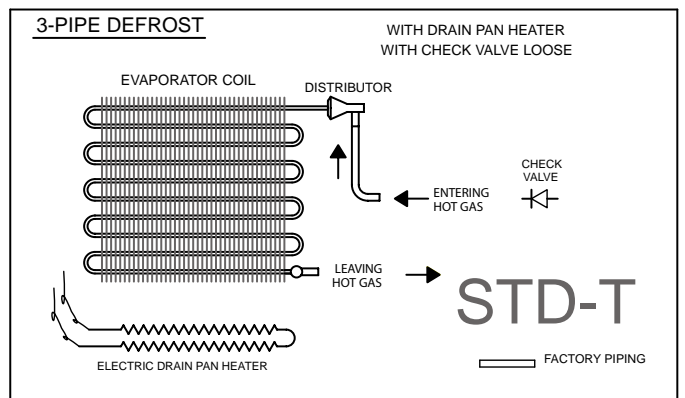 3-PIPE DEFROST
WITH DRAIN PAN HEATER
WITH CHECK VALVE LOOSE
EVAPORATOR COIL
DISTRIBUTOR
CHECK
VALVE
ENTERING
HOT GAS
LEAVING
HOT GAS
STD-T
FACTORY PIPING
ELECTRIC DRAIN PAN HEATER